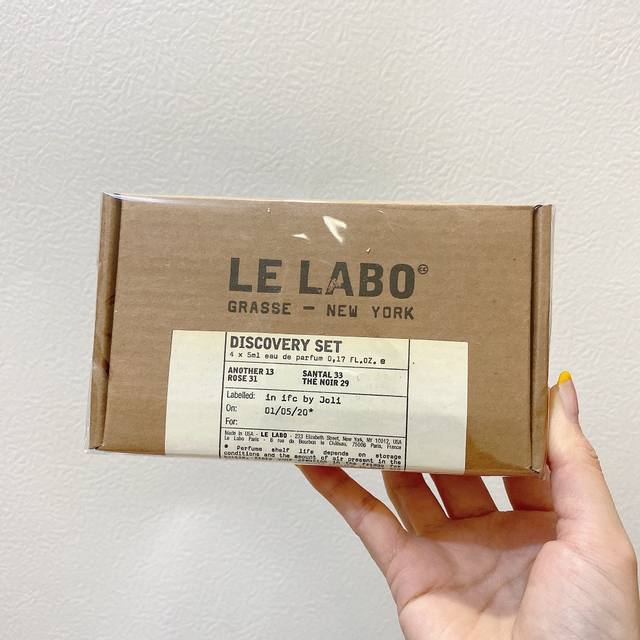 LE LABO
GRASSE — NEW YORK
DISCOVERY SET
4 x 5ml eau de parfum 0,17 FL.OZ. e
ANOTHER 13 SANTAL 33
ROSE 31 THÉ NOIR 29
Labelled: in ifc by Joli
On: 01/05/20*
For:
Made in USA - LE LABO - 233 Elizabeth Street, New York, NY 10012, USA
Le Labo Paris - 6 rue du Bourbon le Château, 75006 Paris, France
* Perfume shelf life depends on storage
conditions and the amount of air present in the